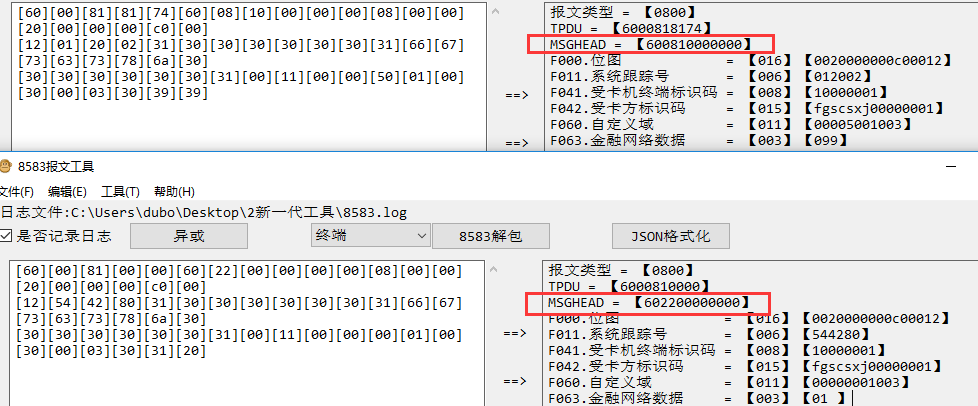 [60][00][81][81][74][60][08][10][00][00][00][08][00][00]
[20][00][00][00][c0][00]
[12][01][20][02][31][30][30][30][30][30][30][31][66][67]
[73][63][73][78][6a][30]
[30][30][30][30][30][30][31][00][11][00][00][50][01][00]
[30][00][03][30][39][39]
==>
==>
报文类型 = 【0800】
TPDU = 【6000818174】
MSGHEAD = 【600810000000】
F000.位图 = 【016】【0020000000c00012】
F011.系统跟踪号 = 【006】【012002】
F041.受卡机终端标识码 = 【008】【10000001】
F042.受卡方标识码 = 【015】【fgscsxj00000001】
F060.自定义域 = 【011】【00005001003】
F063.金融网络数据 = 【003】【099】
8583报文工具
文件(F) 编辑(E) 工具(T) 帮助(H)
日志文件:C:\Users\dubo\Desktop\2新一代工具\8583.log
是否记录日志 异或 终端 8583解包 JSON格式化
[60][00][81][00][00][60][22][00][00][00][00][08][00][00]
[20][00][00][00][c0][00]
[12][54][42][80][31][30][30][30][30][30][30][31][66][67]
[73][63][73][78][6a][30]
[30][30][30][30][30][30][31][00][11][00][00][00][01][00]
[30][00][03][30][31][20]
==>
==>
报文类型 = 【0800】
TPDU = 【6000810000】
MSGHEAD = 【602200000000】
F000.位图 = 【016】【0020000000c00012】
F011.系统跟踪号 = 【006】【544280】
F041.受卡机终端标识码 = 【008】【10000001】
F042.受卡方标识码 = 【015】【fgscsxj00000001】
F060.自定义域 = 【011】【00000001003】
F063.金融网络数据 = 【003】【01 】